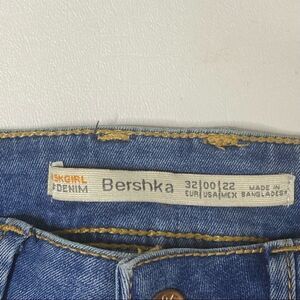 SKGIRL
DENIM
Bershka
32|00|22
EUR|USA|MEX
MADE IN
BANGLADESH